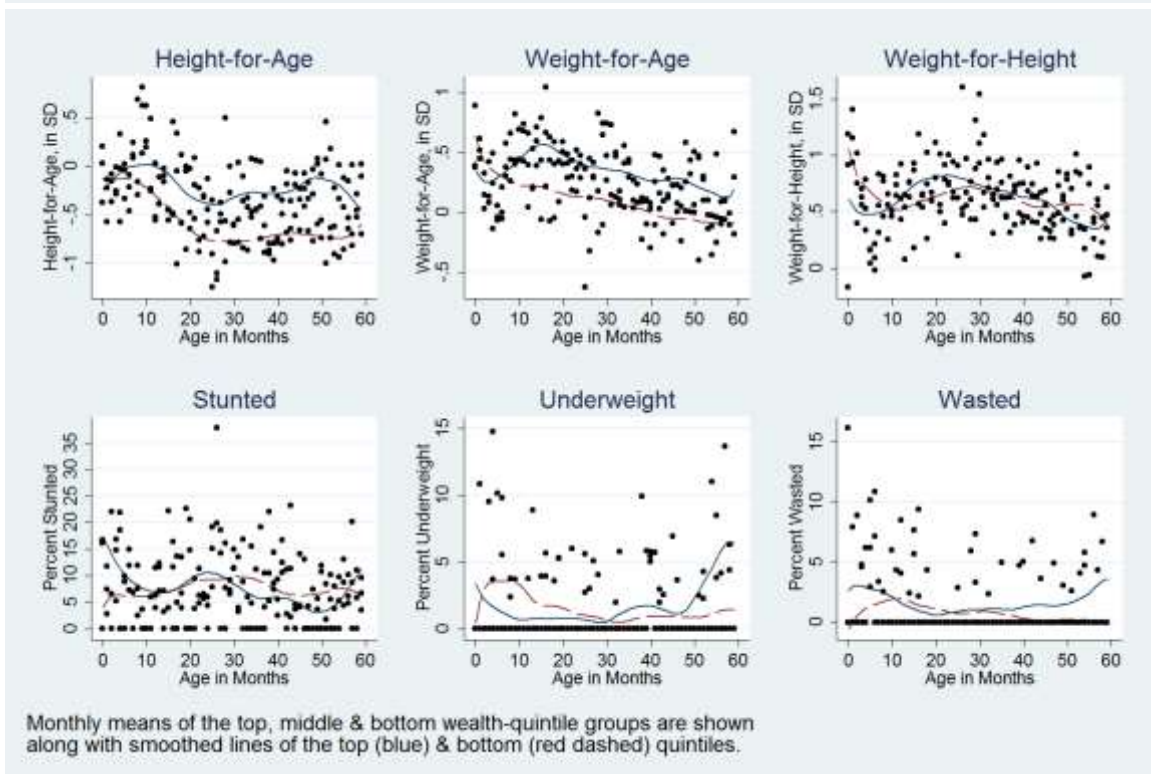 Height-for-Age
Height-for-Age, in SD
.5
0
-.5
-1
0 10 20 30 40 50 60
Age in Months
Weight-for-Age
Weight-for-Age, in SD
1
.5
0
-.5
0 10 20 30 40 50 60
Age in Months
Weight-for-Height
Weight-for-Height, in SD
1.5
1
.5
0
0 10 20 30 40 50 60
Age in Months
Stunted
Percent Stunted
35
30
25
20
15
10
5
0
0 10 20 30 40 50 60
Age in Months
Underweight
Percent Underweight
15
10
5
0
0 10 20 30 40 50 60
Age in Months
Wasted
Percent Wasted
15
10
5
0
0 10 20 30 40 50 60
Age in Months
Monthly means of the top, middle & bottom wealth-quintile groups are shown
along with smoothed lines of the top (blue) & bottom (red dashed) quintiles.